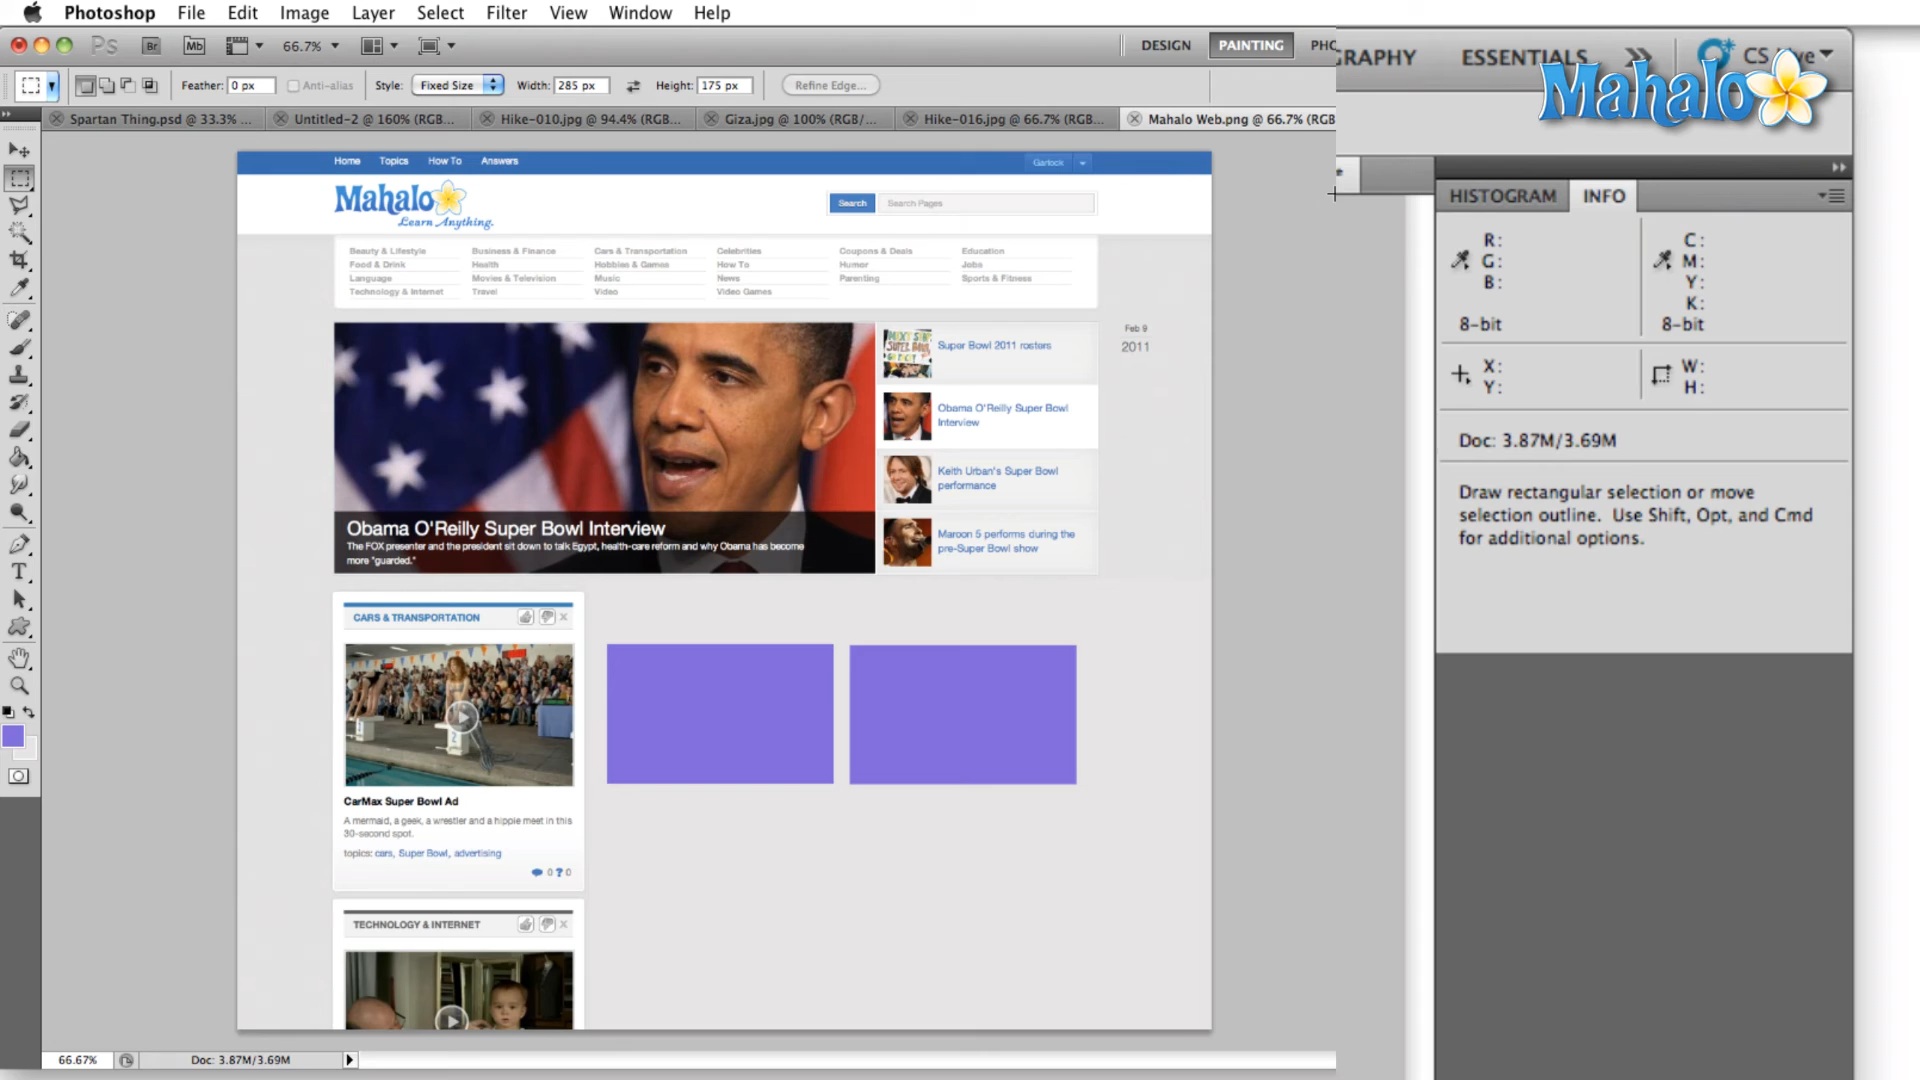 Photoshop File Edit Image Layer Select Filter View Window Help
Ps Br Mb 66.7% DESIGN PAINTING PHO
GRAPHY ESSENTIALS CS Live
Mahalo
Feather: 0 px Anti-alias Style: Fixed Size Width: 285 px Height: 175 px Refine Edge...
Spartan Thing.psd @ 33.3% ... Untitled-2 @ 160% (RGB... Hike-010.jpg @ 94.4% (RGB... Giza.jpg @ 100% (RGB/... Hike-016.jpg @ 66.7% (RGB... Mahalo Web.png @ 66.7% (RGB
Home Topics How To Answers Garlock
Mahalo
Learn Anything.
Search Search Pages
Beauty & Lifestyle Business & Finance Cars & Transportation Celebrities Coupons & Deals Education
Food & Drink Health Hobbies & Games How To Humor Jobs
Language Movies & Television Music News Parenting Sports & Fitness
Technology & Internet Travel Video Video Games
Feb 9
2011
Super Bowl 2011 rosters
Obama O'Reilly Super Bowl
Interview
Keith Urban's Super Bowl
performance
Maroon 5 performs during the
pre-Super Bowl show
Obama O'Reilly Super Bowl Interview
The FOX presenter and the president sit down to talk Egypt, health-care reform and why Obama has become
more "guarded."
CARS & TRANSPORTATION
2
CarMax Super Bowl Ad
A mermaid, a geek, a wrestler and a hippie meet in this
30-second spot.
topics: cars, Super Bowl, advertising
0 ? 0
TECHNOLOGY & INTERNET
66.67% Doc: 3.87M/3.69M
HISTOGRAM INFO
R: C:
G: M:
B: Y:
K:
8-bit 8-bit
X: W:
Y: H:
Doc: 3.87M/3.69M
Draw rectangular selection or move
selection outline. Use Shift, Opt, and Cmd
for additional options.